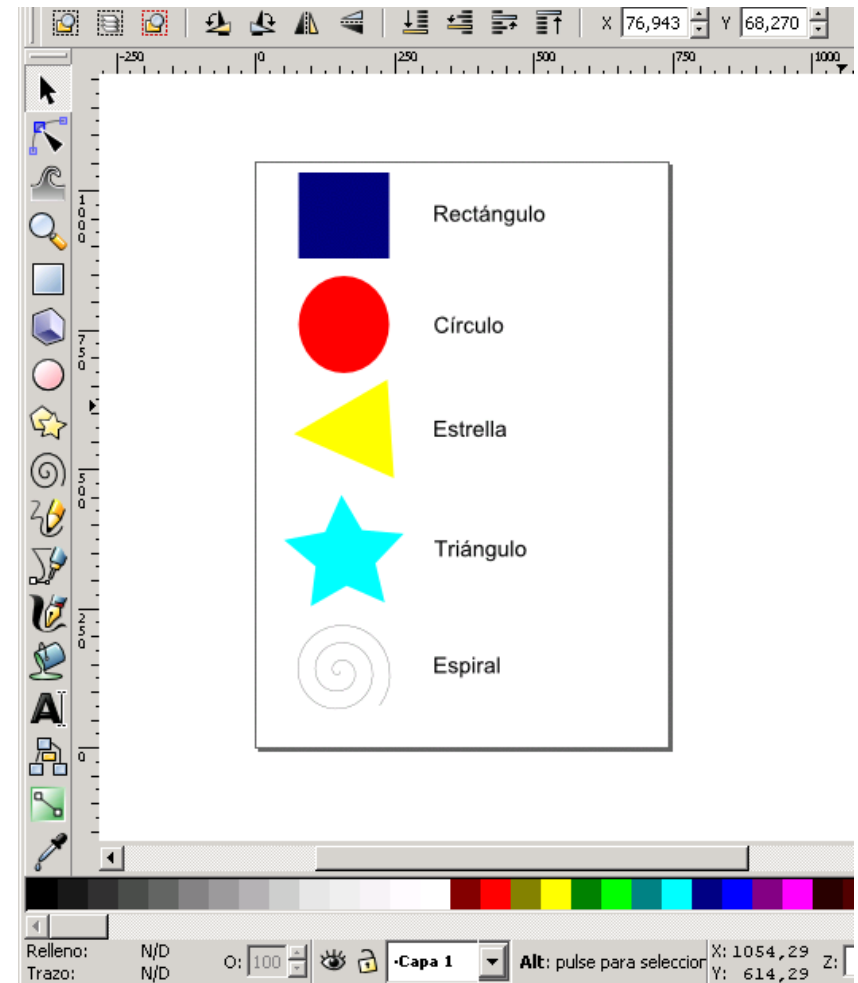 X 76,943 Y 68,270
-250 0 250 500 750 1000
Rectángulo
1000
Círculo
750
Estrella
500
Triángulo
250
Espiral
0
Relleno: N/D O: 100 ·Capa 1 Alt: pulse para seleccior X: 1054,29 Z:
Trazo: N/D Y: 614,29